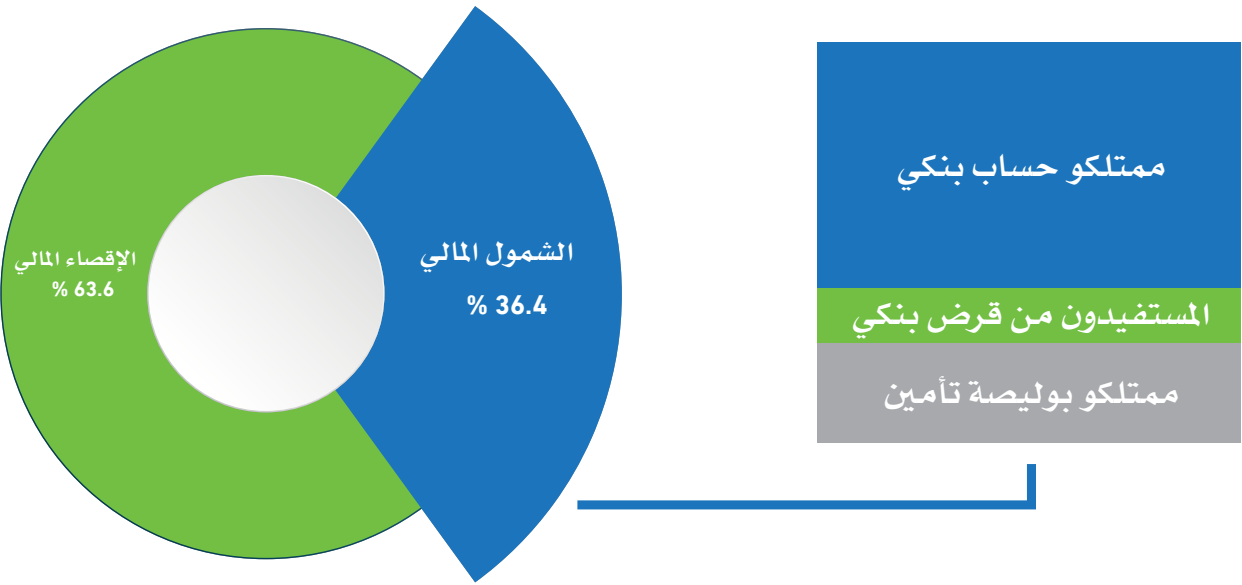 ممتلكو حساب بنكي
المستفيدون من قرض بنكي
ممتلكو بوليصة تأمين
الشمول المالي
% 36.4
الإقصاء المالي
% 63.6